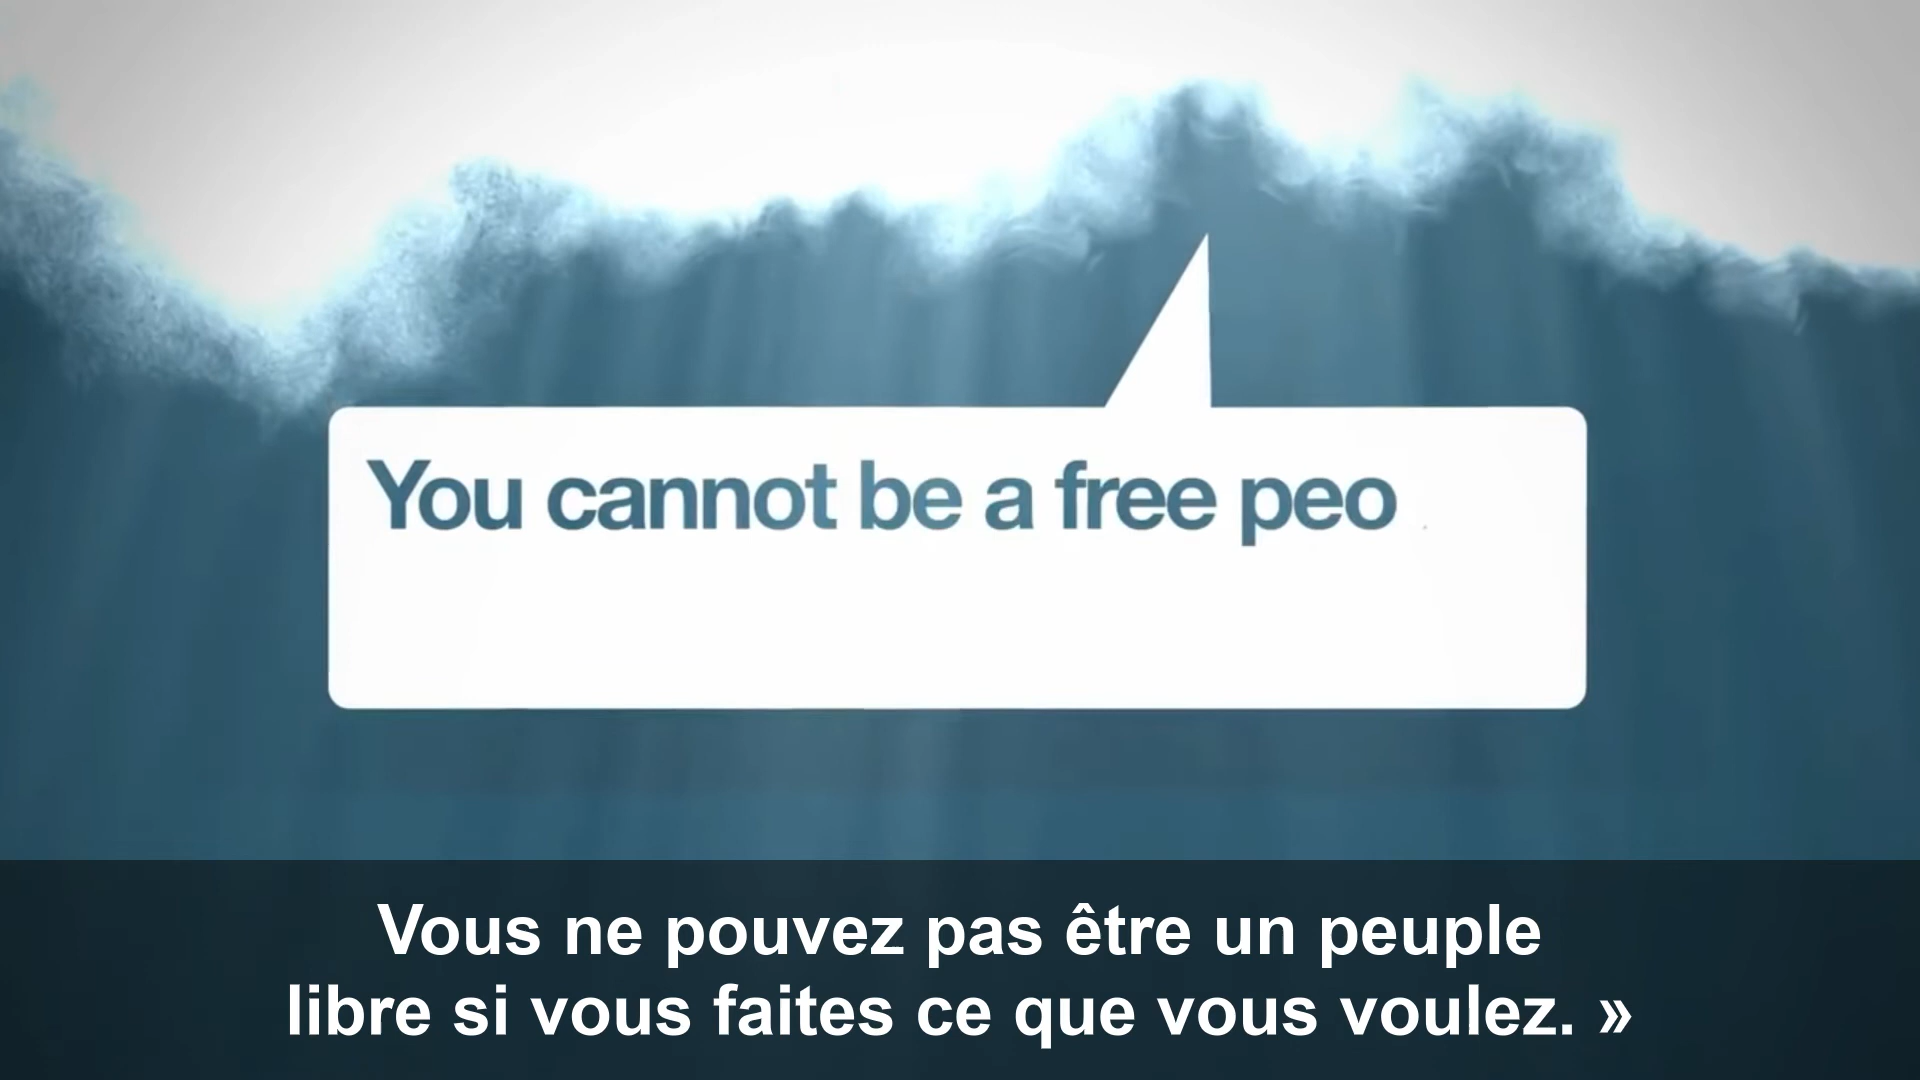 You cannot be a free peo
Vous ne pouvez pas être un peuple
libre si vous faites ce que vous voulez. »